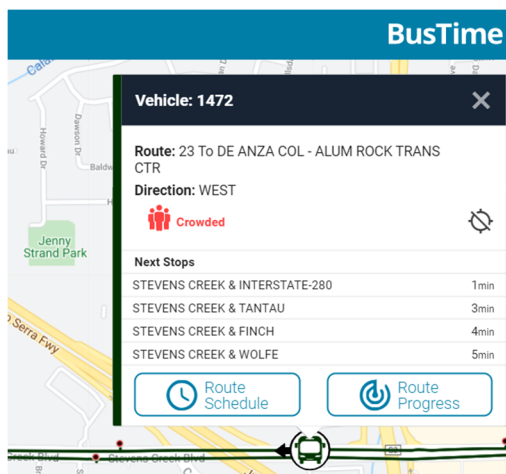 BusTime
Vehicle: 1472
Route: 23 To DE ANZA COL - ALUM ROCK TRANS
CTR
Direction: WEST
Crowded
Next Stops
STEVENS CREEK & INTERSTATE-280 1min
STEVENS CREEK & TANTAU 3min
STEVENS CREEK & FINCH 4min
STEVENS CREEK & WOLFE 5min
Route
Schedule
Route
Progress
Howard Dr
Dawson Dr
Baldw
Jenny
Strand Park
o Serra Fwy
Stevens Creek Blvd